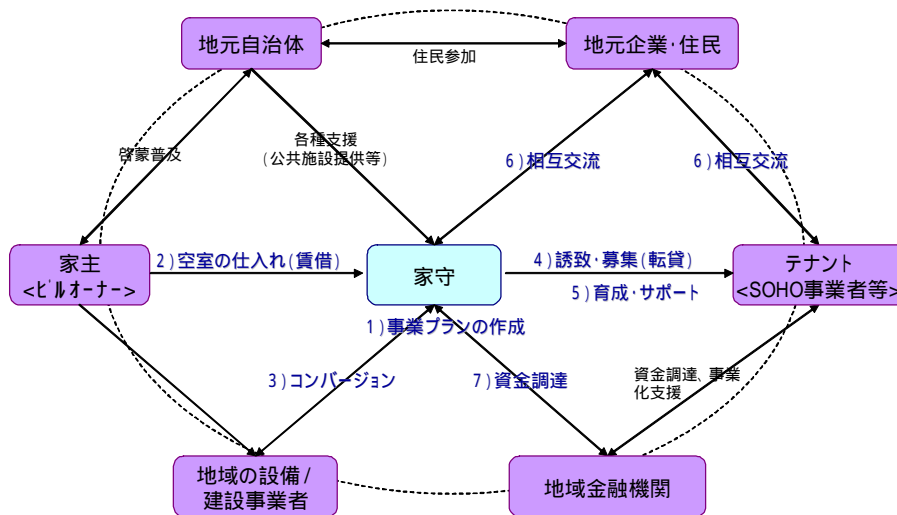 地元自治体
地元企業・住民
住民参加
啓蒙普及
各種支援
(公共施設提供等)
6)相互交流
6)相互交流
家主
<ビルオーナー>
2)空室の仕入れ(賃借)
家守
4)誘致・募集(転貸)
5)育成・サポート
テナント
<SOHO事業者等>
1)事業プランの作成
3)コンバージョン
7)資金調達
資金調達、事業
化支援
地域の設備/
建設事業者
地域金融機関